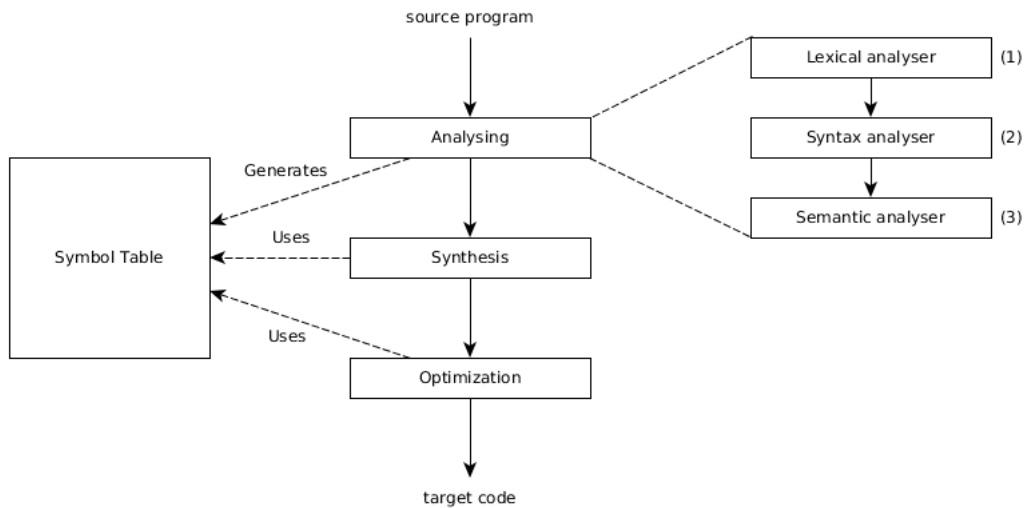 source program
Lexical analyser (1)
Analysing
Syntax analyser (2)
Generates
Semantic analyser (3)
Uses
Symbol Table
Synthesis
Uses
Optimization
target code